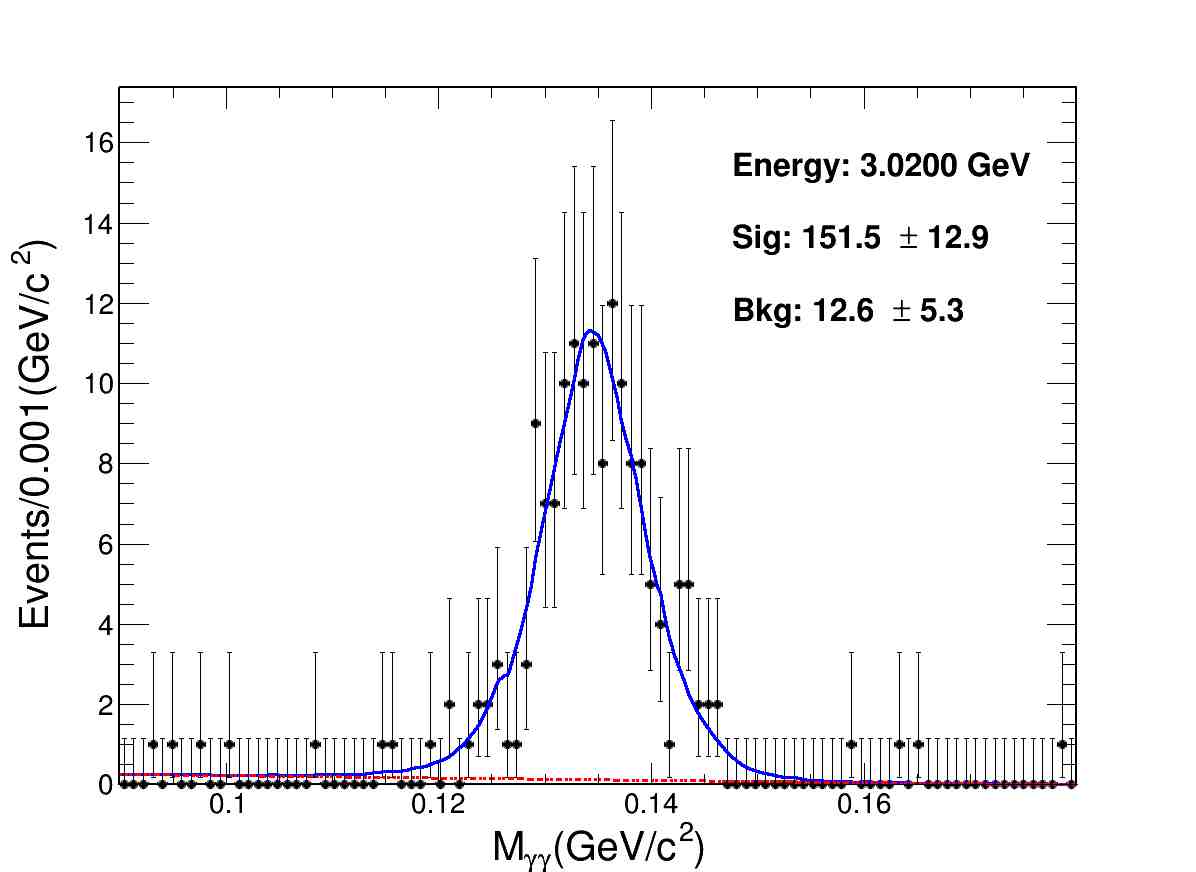 Energy: 3.0200 GeV
Sig: 151.5 ± 12.9
Bkg: 12.6 ± 5.3
Events/0.001(GeV/c²)
16
14
12
10
8
6
4
2
0
0.1
0.12
0.14
0.16
Mγγ(GeV/c²)